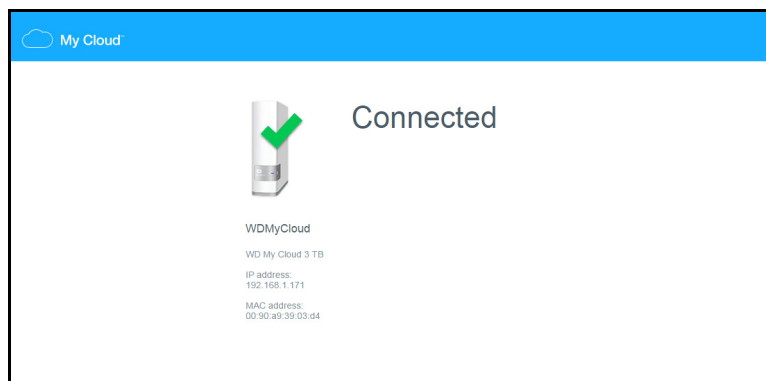 My Cloud™
Connected
WDMyCloud
WD My Cloud 3 TB
IP address:
192.168.1.171
MAC address:
00:90:a9:39:03:d4